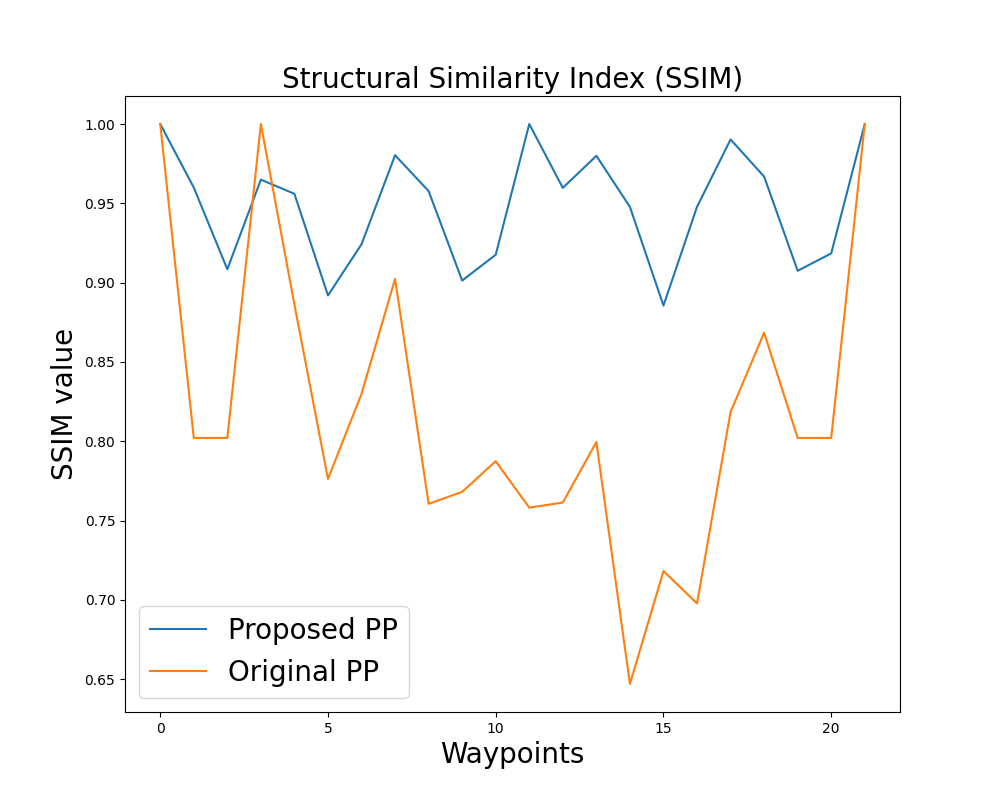 Structural Similarity Index (SSIM)
1.00
0.95
0.90
0.85
0.80
0.75
0.70
0.65
SSIM value
Proposed PP
Original PP
0 5 10 15 20
Waypoints